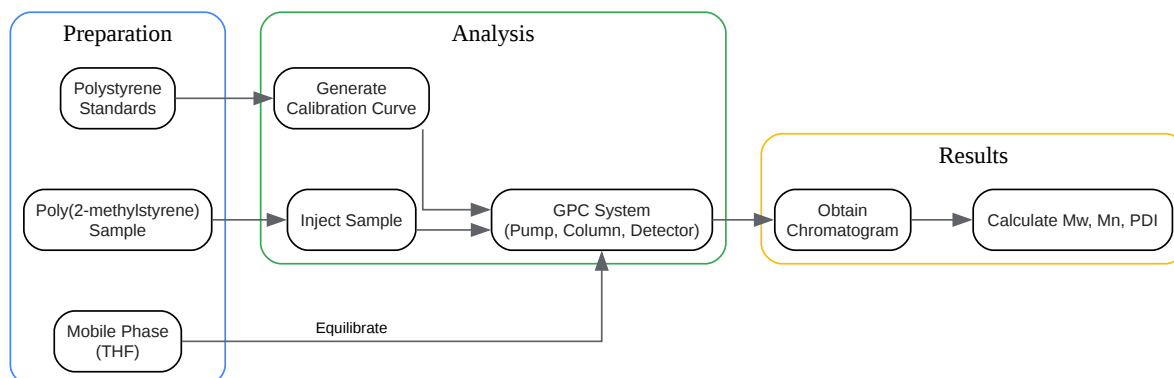 Preparation
Polystyrene
Standards
Poly(2-methylstyrene)
Sample
Mobile Phase
(THF)
Equilibrate
Analysis
Generate
Calibration Curve
Inject Sample
GPC System
(Pump, Column, Detector)
Results
Obtain
Chromatogram
Calculate Mw, Mn, PDI